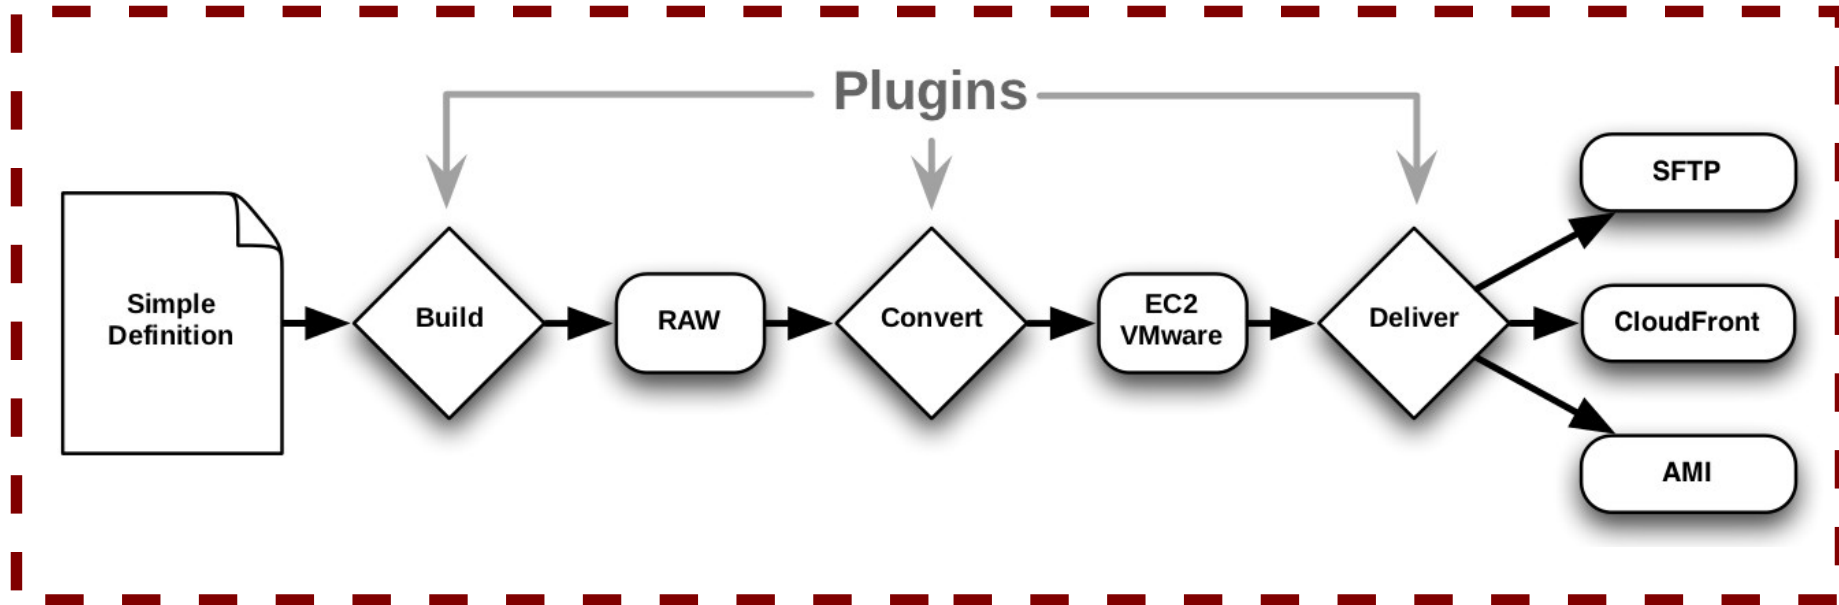 Plugins
Simple
Definition
Build
RAW
Convert
EC2
VMware
Deliver
SFTP
CloudFront
AMI